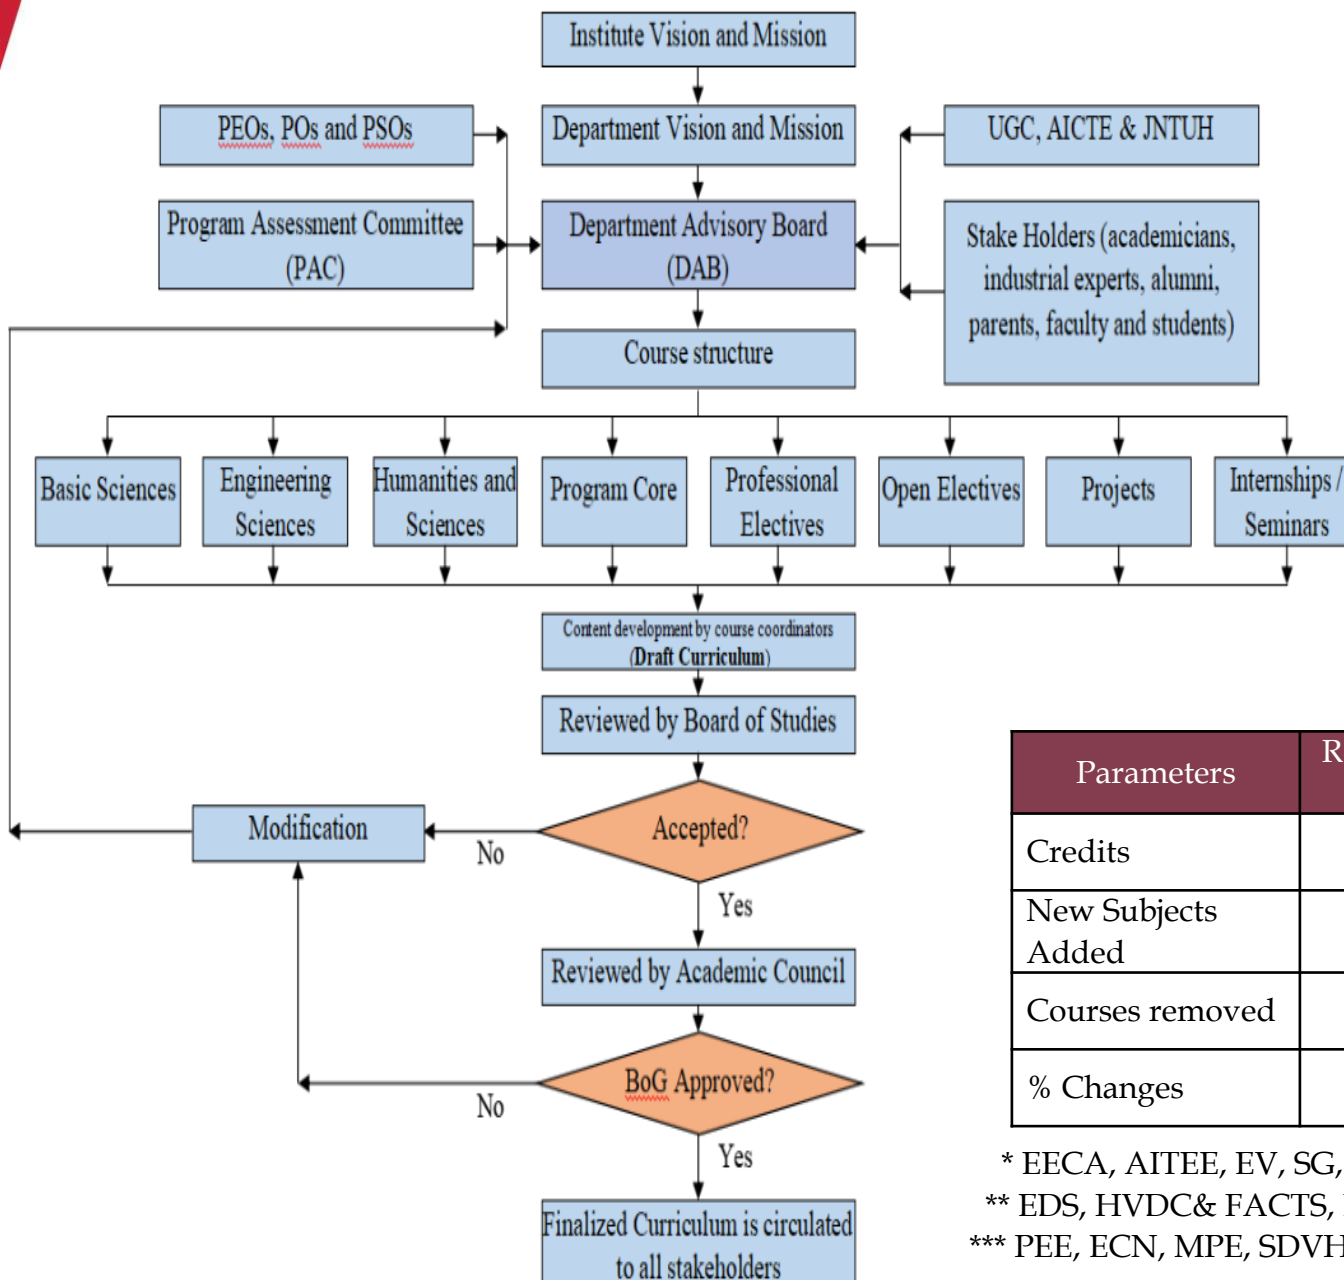 Institute Vision and Mission
PEOs, POs and PSOs
Department Vision and Mission
UGC, AICTE & JNTUH
Program Assessment Committee
(PAC)
Department Advisory Board
(DAB)
Stake Holders (academicians,
industrial experts, alumni,
parents, faculty and students)
Course structure
Basic Sciences
Engineering
Sciences
Humanities and
Sciences
Program Core
Professional
Electives
Open Electives
Projects
Internships /
Seminars
Content development by course coordinators
(Draft Curriculum)
Reviewed by Board of Studies
Accepted?
No
Modification
Yes
Reviewed by Academic Council
BoG Approved?
No
Yes
Finalized Curriculum is circulated
to all stakeholders
Parameters
R
Credits
New Subjects
Added
Courses removed
% Changes
* EECA, AITEE, EV, SG,
** EDS, HVDC& FACTS,
*** PEE, ECN, MPE, SDVH